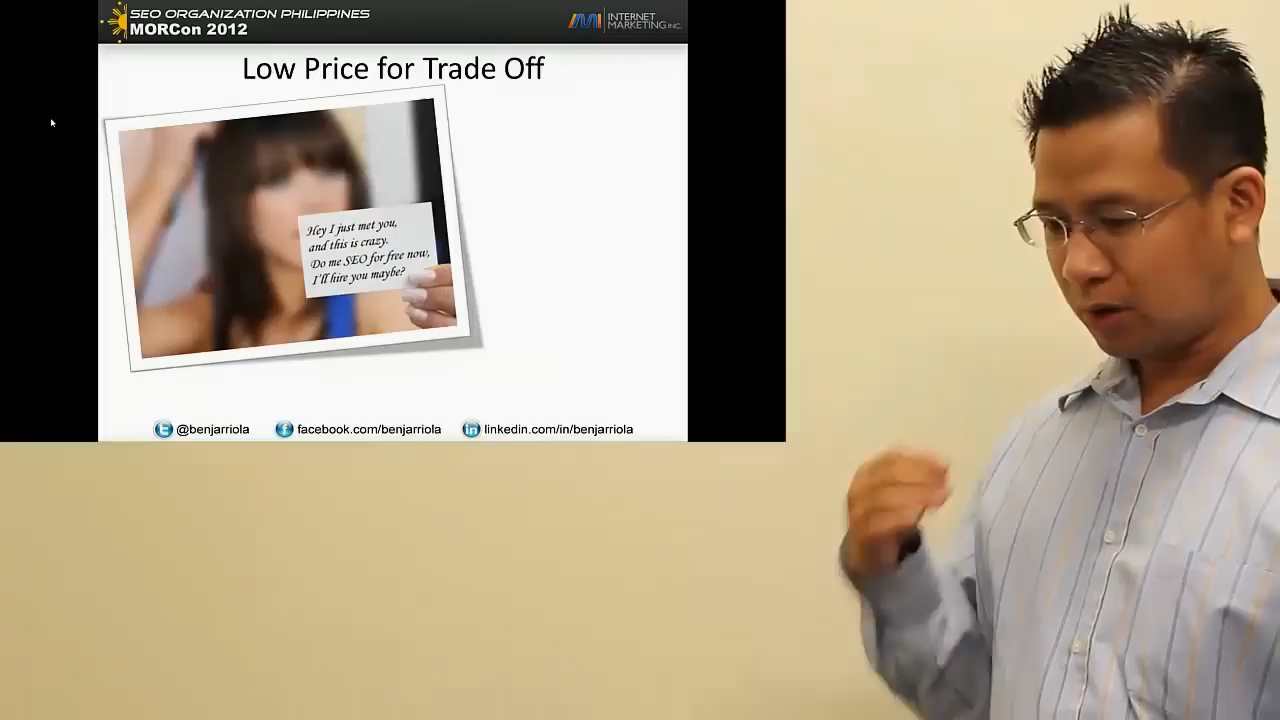 SEO ORGANIZATION PHILIPPINES
MORCon 2012
INTERNET
MARKETING INC.
Low Price for Trade Off
Hey I just met you,
and this is crazy.
Do me SEO for free now,
I'll hire you maybe?
@benjarriola
facebook.com/benjarriola
linkedin.com/in/benjarriola